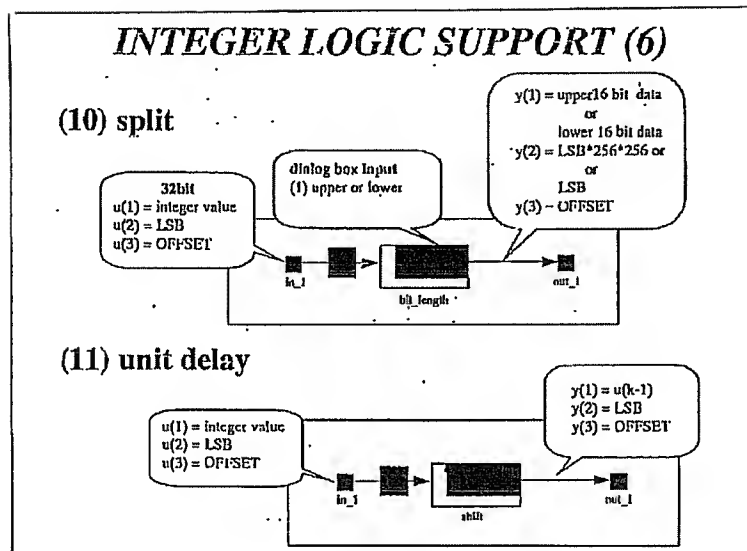 INTEGER LOGIC SUPPORT (6)
(10) split
y(1) = upper16 bit data
or
lower 16 bit data
y(2) = LSB*256*256 or
or
LSB
y(3) = OFFSET
dialog box Input
(1) upper or lower
32bit
u(1) = integer value
u(2) = LSB
u(3) = OFFSET
in_1
bit_length
out_1
(11) unit delay
y(1) = u(k-1)
y(2) = LSB
y(3) = OFFSET
u(1) = integer value
u(2) = LSB
u(3) = OFFSET
in_1
shift
out_1